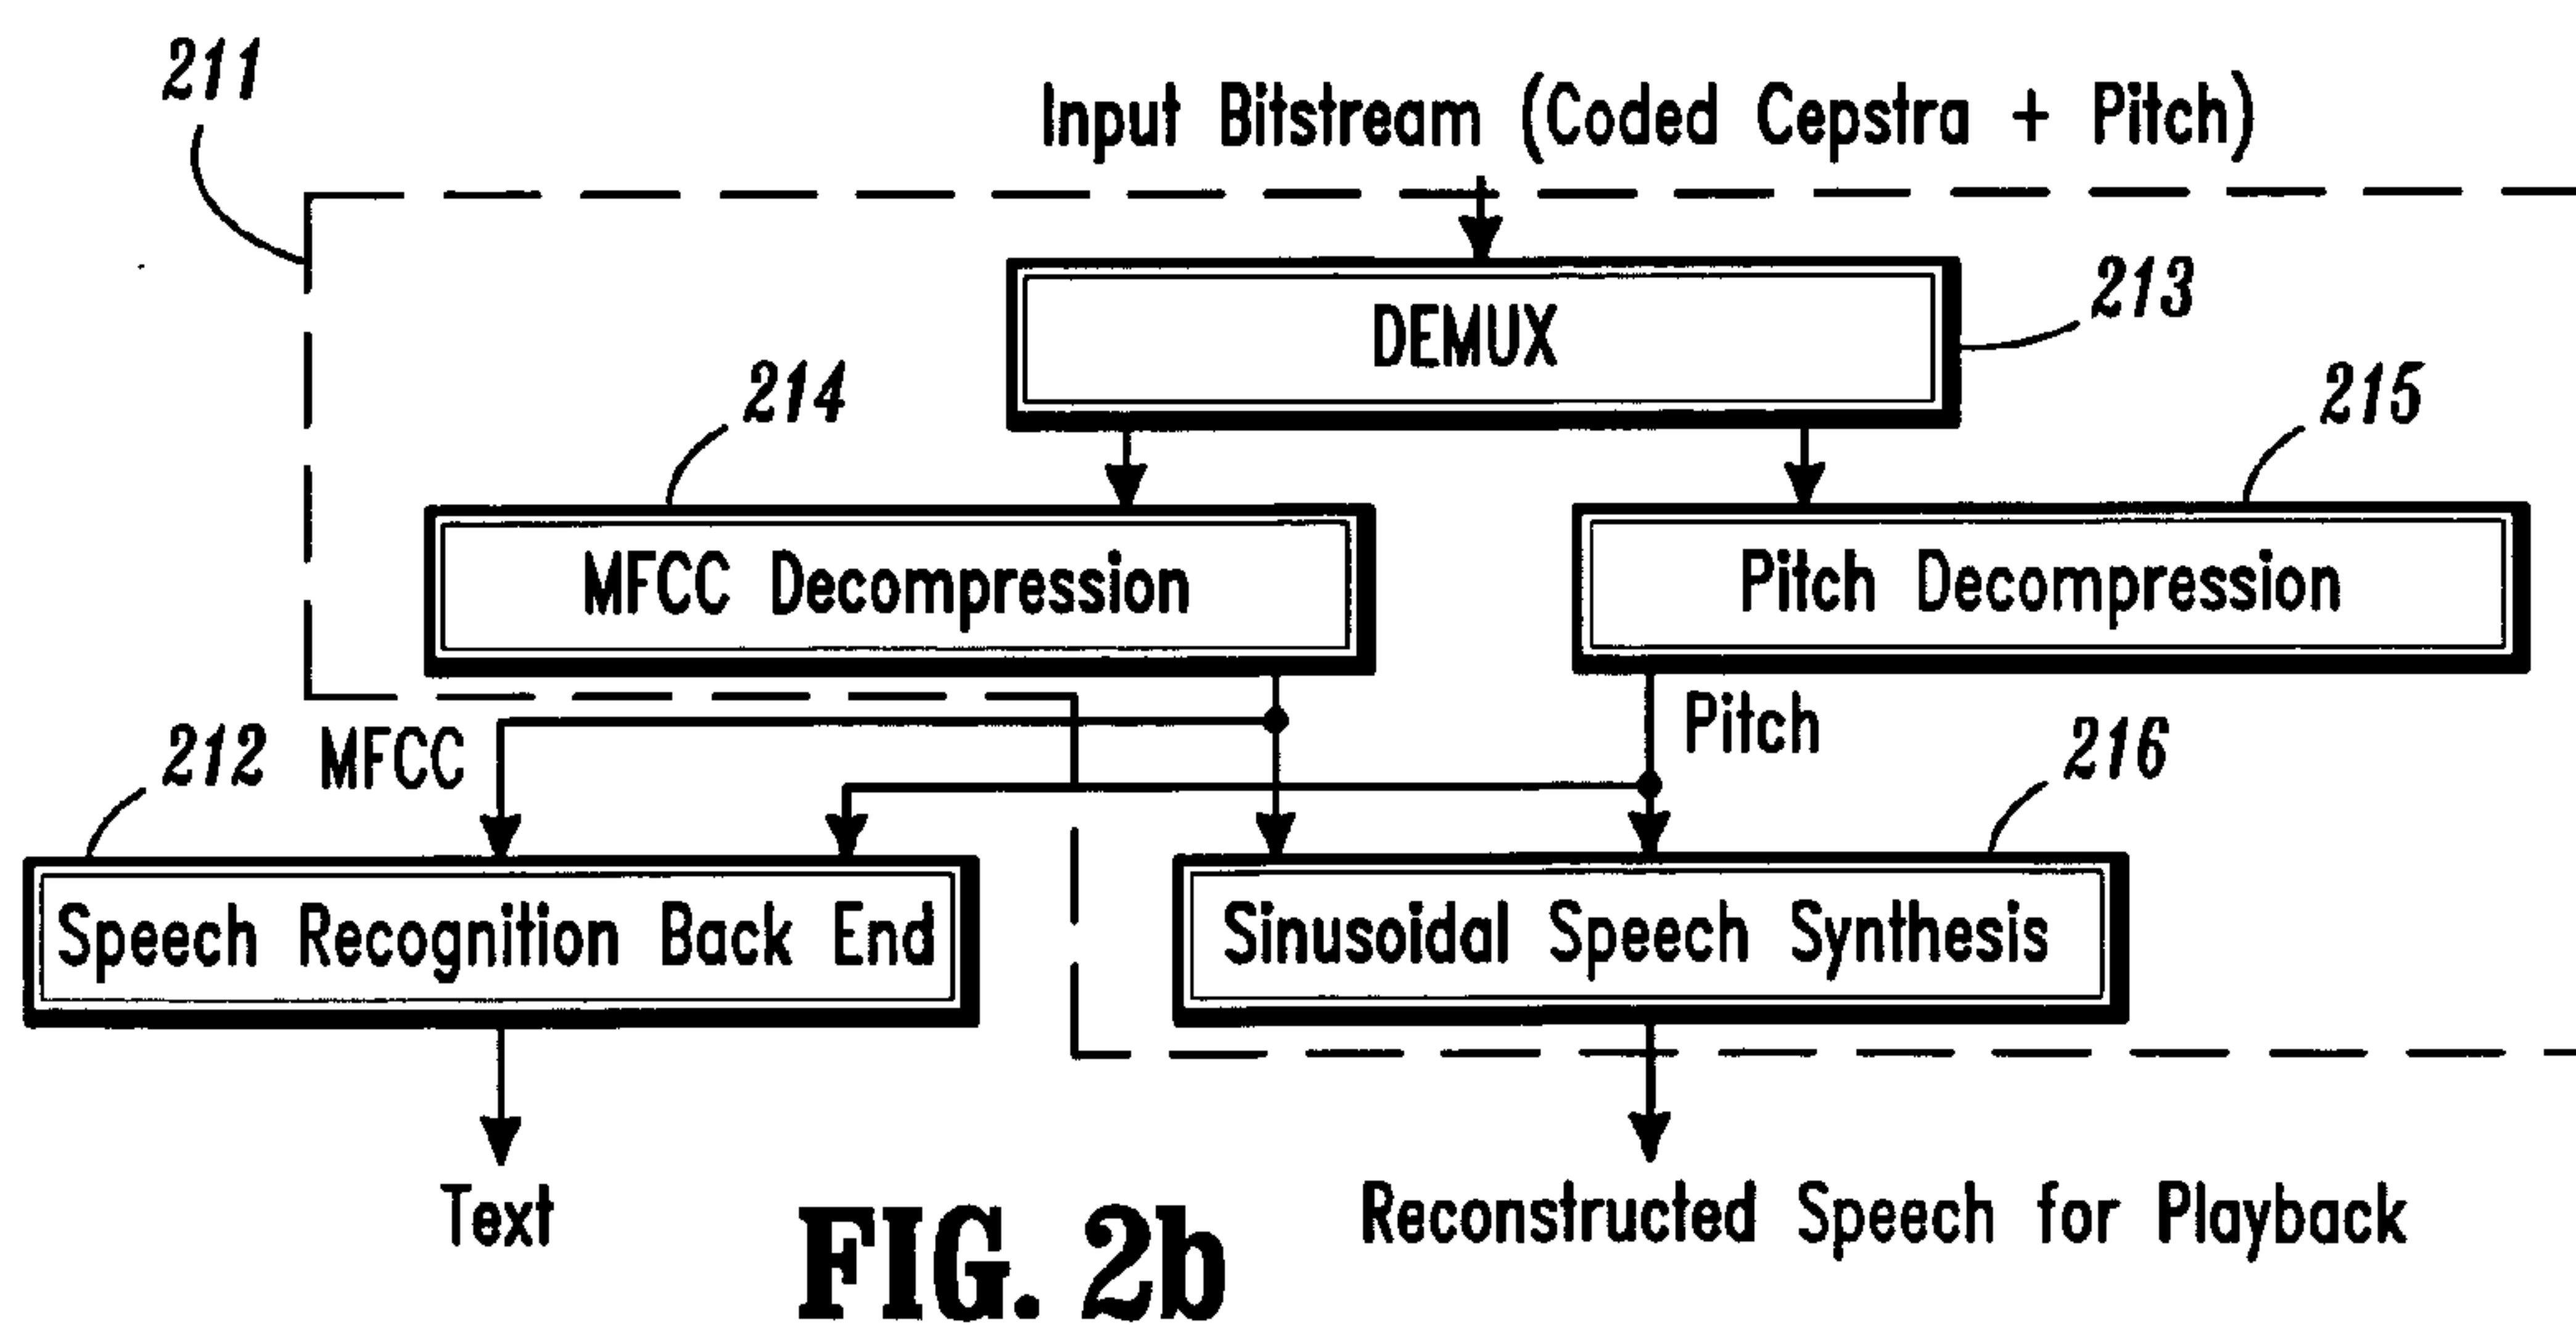 211
Input Bitstream (Coded Cepstra + Pitch)
213
DEMUX
214
215
MFCC Decompression
Pitch Decompression
212
MFCC
Pitch
216
Speech Recognition Back End
Sinusoidal Speech Synthesis
Text
Reconstructed Speech for Playback
FIG. 2b